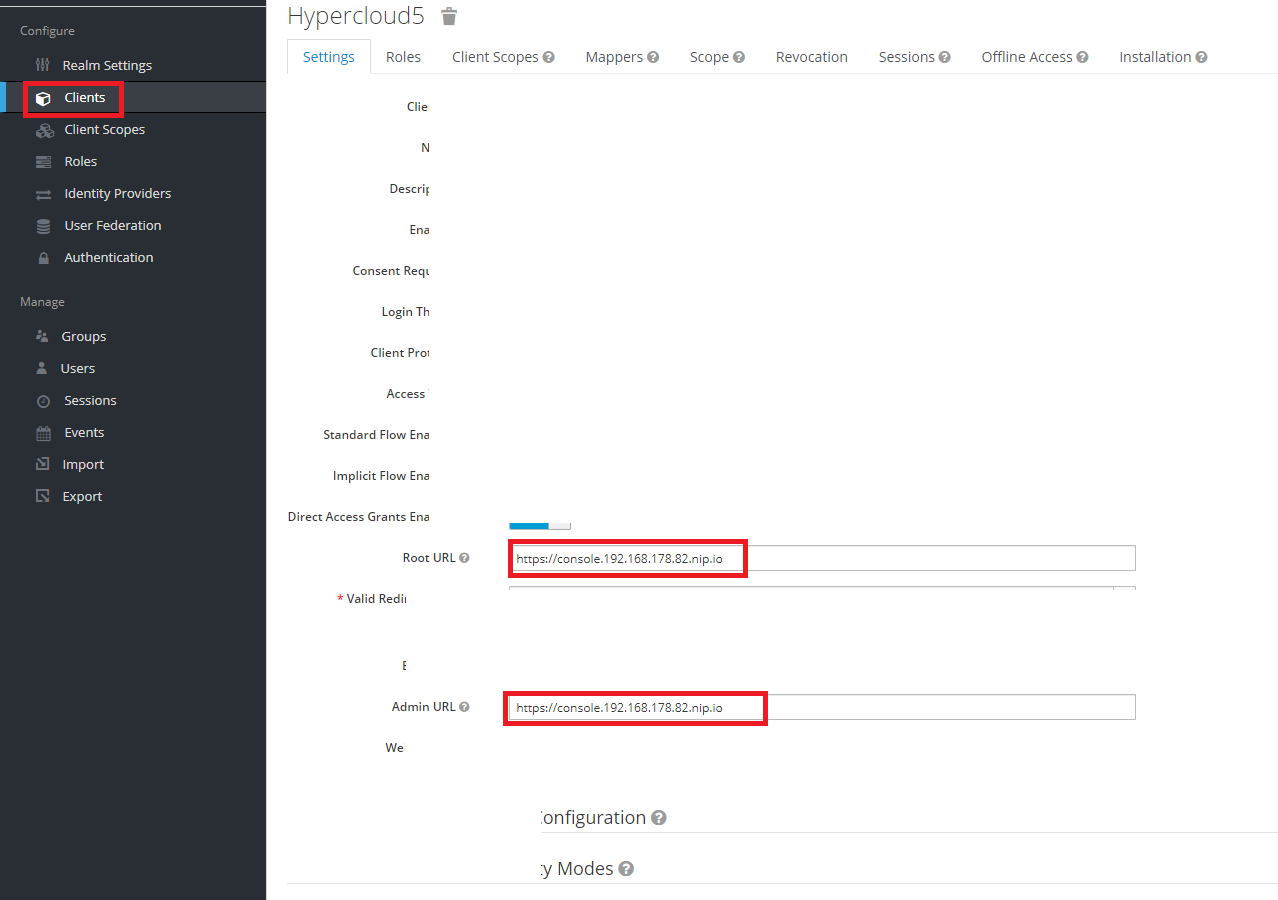 Configure
Realm Settings
Clients
Client Scopes
Roles
Identity Providers
User Federation
Authentication
Manage
Groups
Users
Sessions
Events
Import
Export
Hypercloud5
Settings Roles Client Scopes Mappers Scope Revocation Sessions Offline Access Installation
Clie
N
Descrip
Ena
Consent Requ
Login Th
Client Prot
Access
Standard Flow Ena
Implicit Flow Ena
Direct Access Grants Ena
Root URL https://console.192.168.178.82.nip.io
* Valid Redir
Admin URL https://console.192.168.178.82.nip.io
We
onfiguration
y Modes